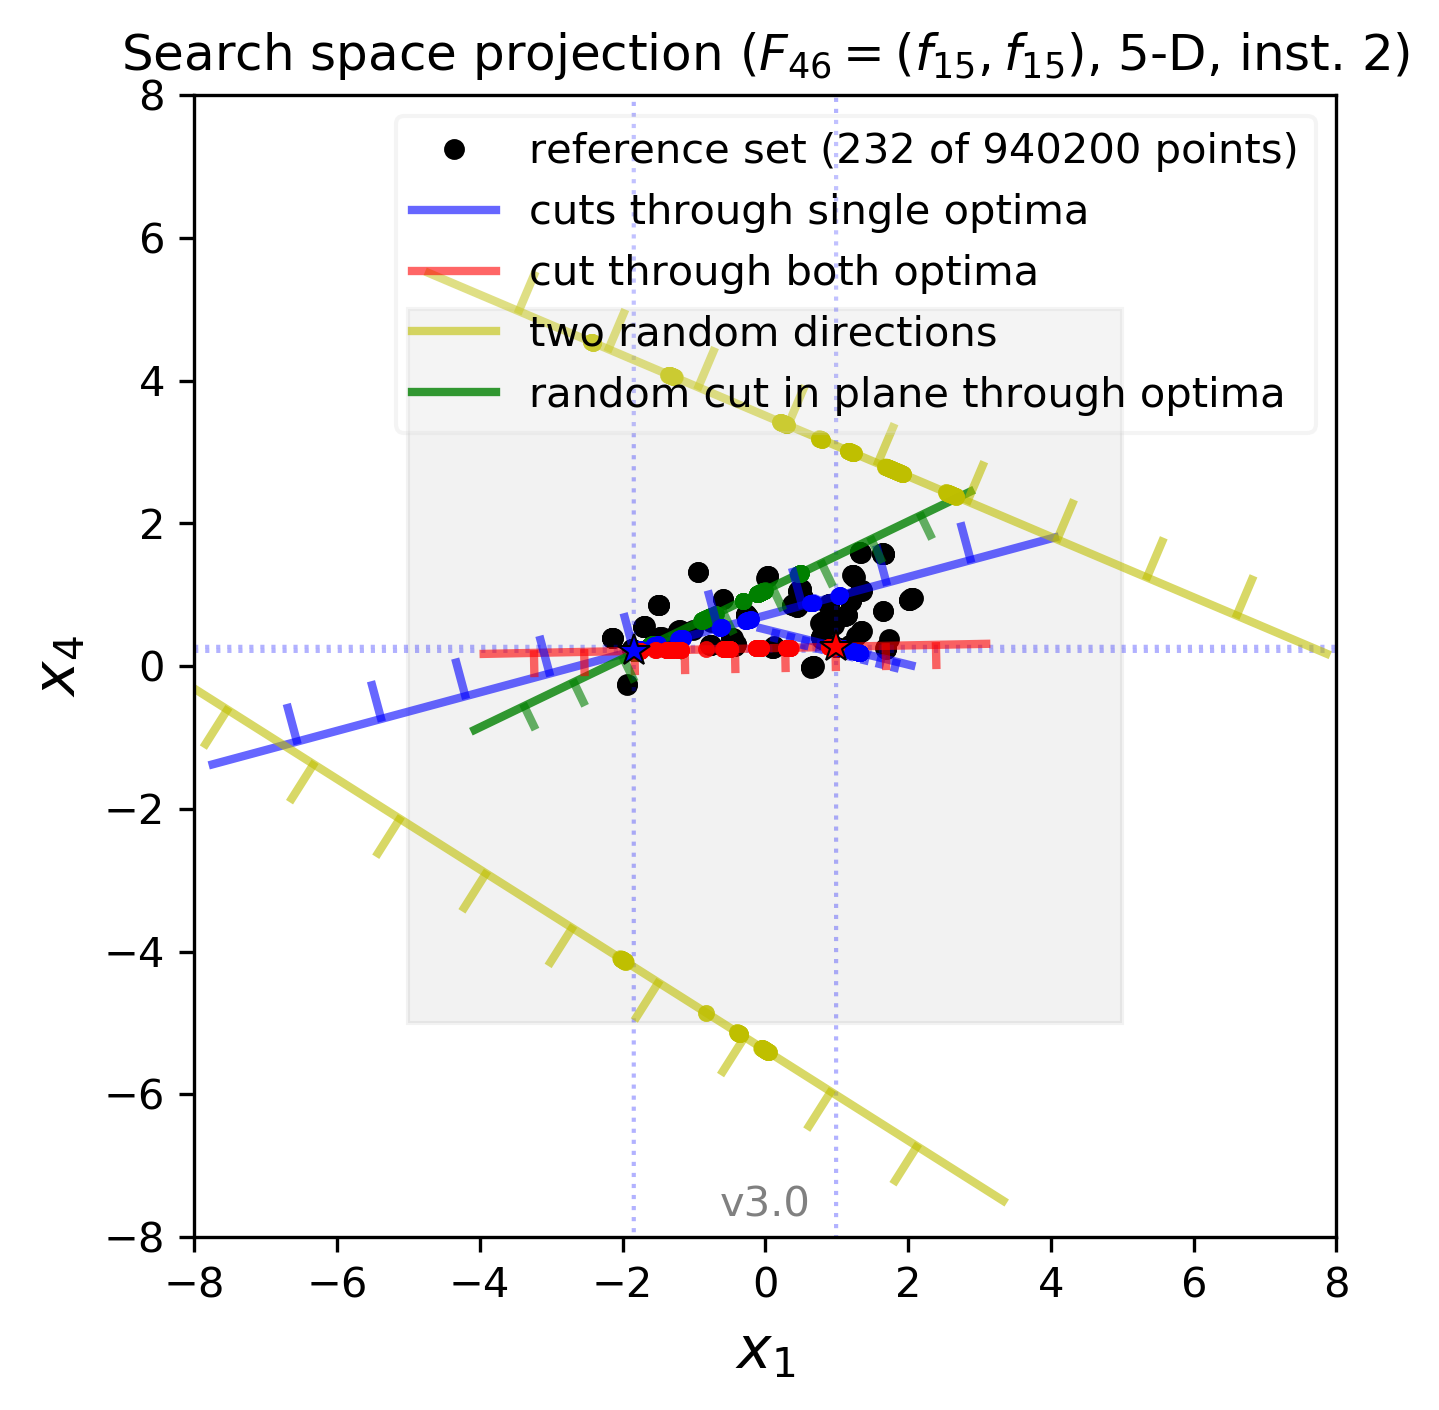 Search space projection (F₄₆ = (f₁₅, f₁₅), 5-D, inst. 2)
8
6
4
2
0
−2
−4
−6
−8
x₄
reference set (232 of 940200 points)
cuts through single optima
cut through both optima
two random directions
random cut in plane through optima
v3.0
−8 −6 −4 −2 0 2 4 6 8
x₁